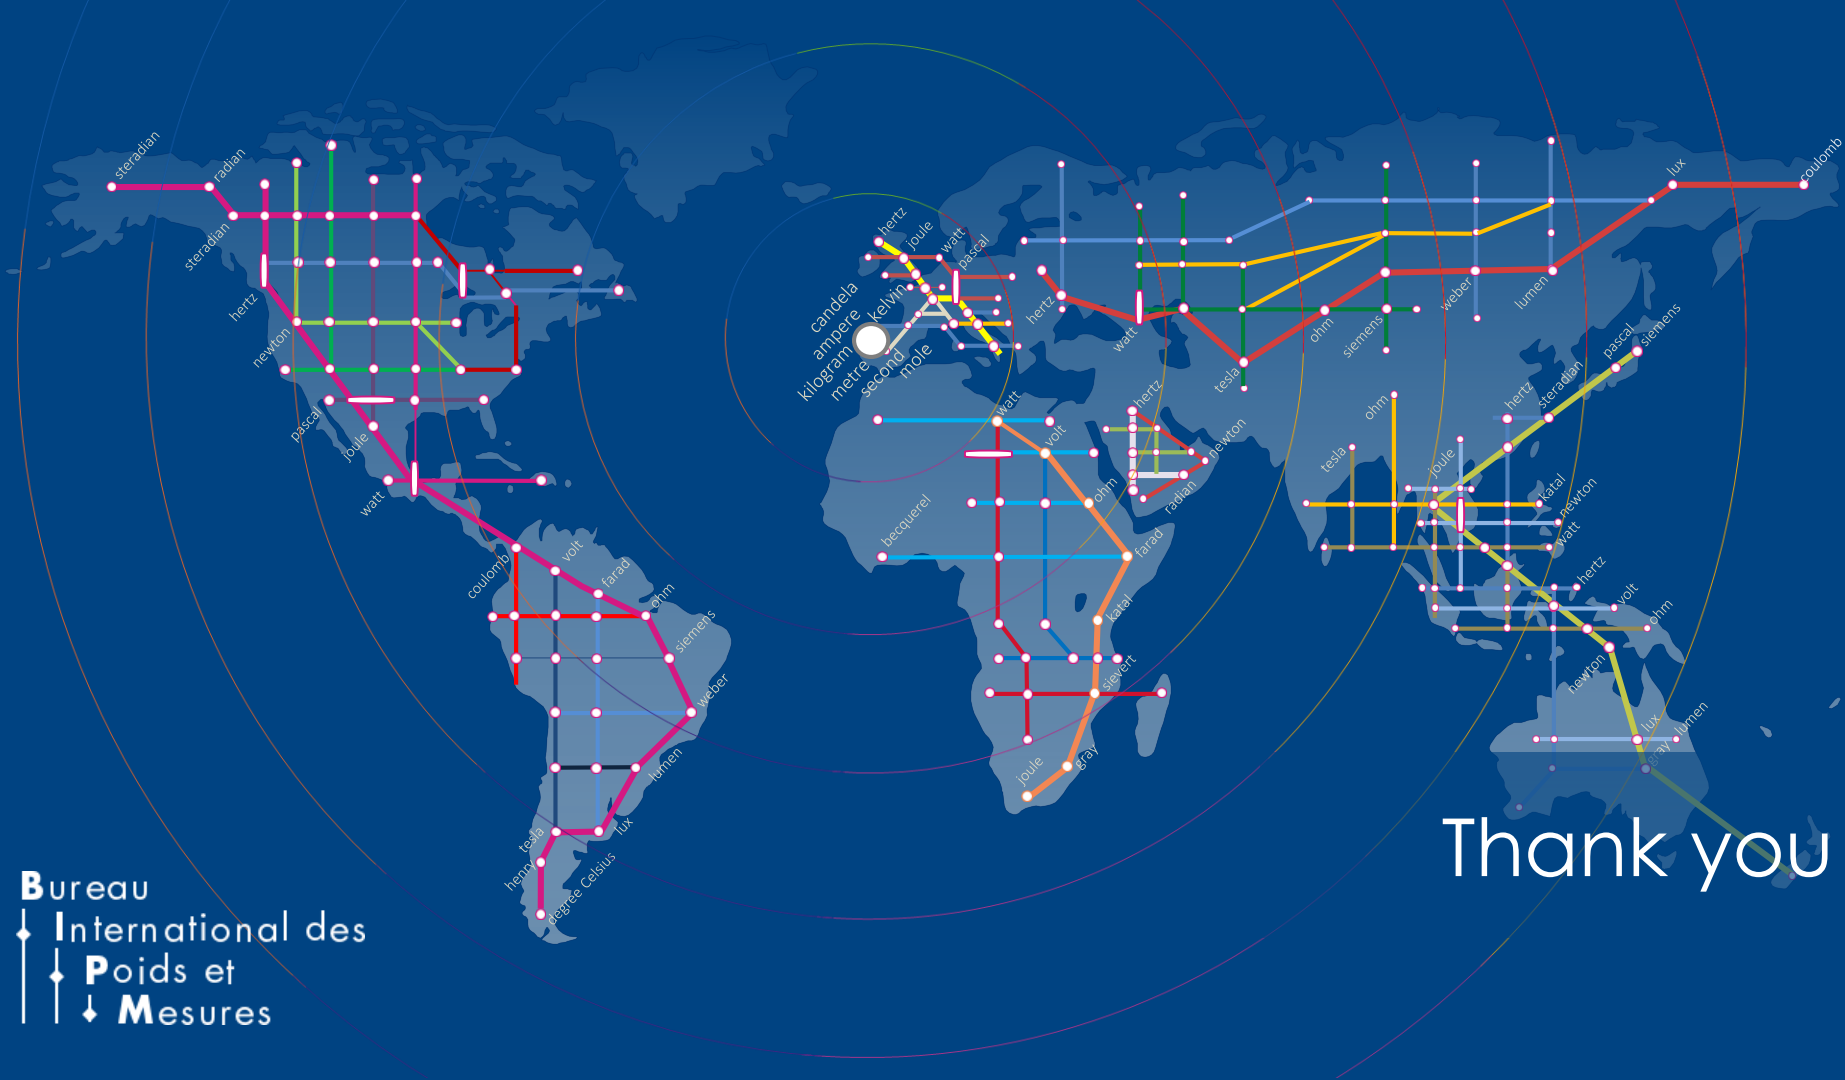 steradian
radian
steradian
hertz
newton
pascal
joule
watt
coulomb
volt
farad
ohm
siemens
weber
lumen
lux
tesla
henry
degree Celsius
hertz
joule
watt
pascal
candela
ampere
kelvin
kilogram
metre
second
mole
watt
volt
ohm
becquerel
farad
katal
sievert
gray
joule
hertz
newton
radian
hertz
watt
tesla
ohm
siemens
weber
lumen
lux
coulomb
siemens
pascal
steradian
hertz
ohm
tesla
joule
katal
newton
watt
hertz
volt
ohm
newton
lux
lumen
gray
Thank you
Bureau
International des
Poids et
Mesures